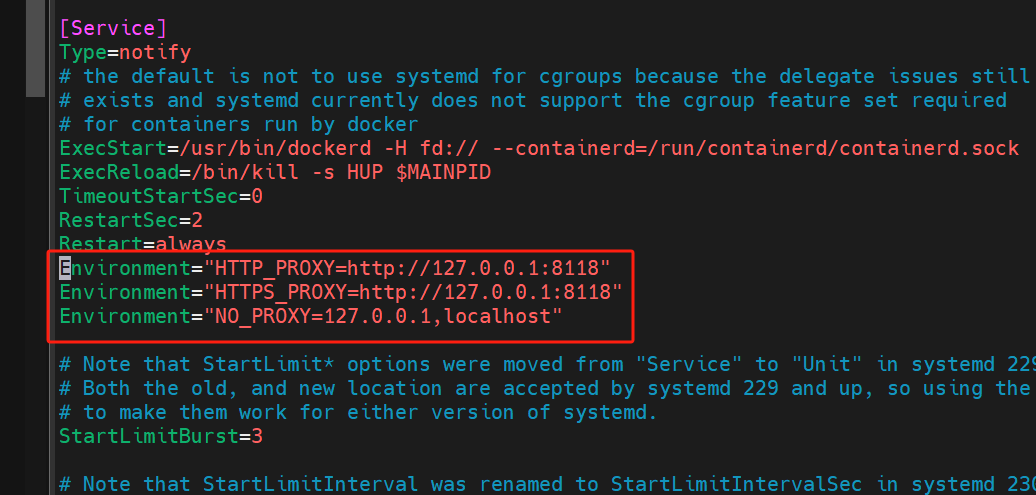 [Service]
Type=notify
# the default is not to use systemd for cgroups because the delegate issues still
# exists and systemd currently does not support the cgroup feature set required
# for containers run by docker
ExecStart=/usr/bin/dockerd -H fd:// --containerd=/run/containerd/containerd.sock
ExecReload=/bin/kill -s HUP $MAINPID
TimeoutStartSec=0
RestartSec=2
Restart=always
Environment="HTTP_PROXY=http://127.0.0.1:8118"
Environment="HTTPS_PROXY=http://127.0.0.1:8118"
Environment="NO_PROXY=127.0.0.1,localhost"
# Note that StartLimit* options were moved from "Service" to "Unit" in systemd 229
# Both the old, and new location are accepted by systemd 229 and up, so using the
# to make them work for either version of systemd.
StartLimitBurst=3
# Note that StartLimitInterval was renamed to StartLimitIntervalSec in systemd 230